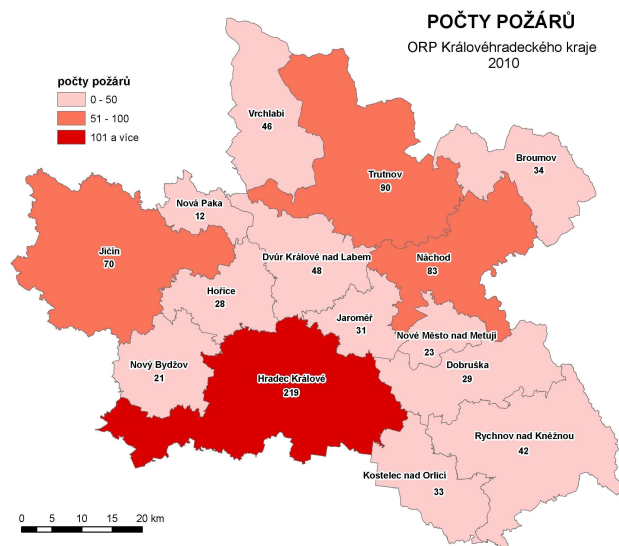 POČTY POŽÁRŮ
ORP Královéhradeckého kraje
2010
počty požárů
0 - 50
51 - 100
101 a více
Vrchlabí
46
Trutnov
90
Broumov
34
Nová Paka
12
Jičín
70
Dvůr Králové nad Labem
48
Náchod
83
Hořice
28
Jaroměř
31
Nové Město nad Metují
23
Nový Bydžov
21
Hradec Králové
219
Dobruška
29
Rychnov nad Kněžnou
42
Kostelec nad Orlicí
33
0 5 10 15 20 km